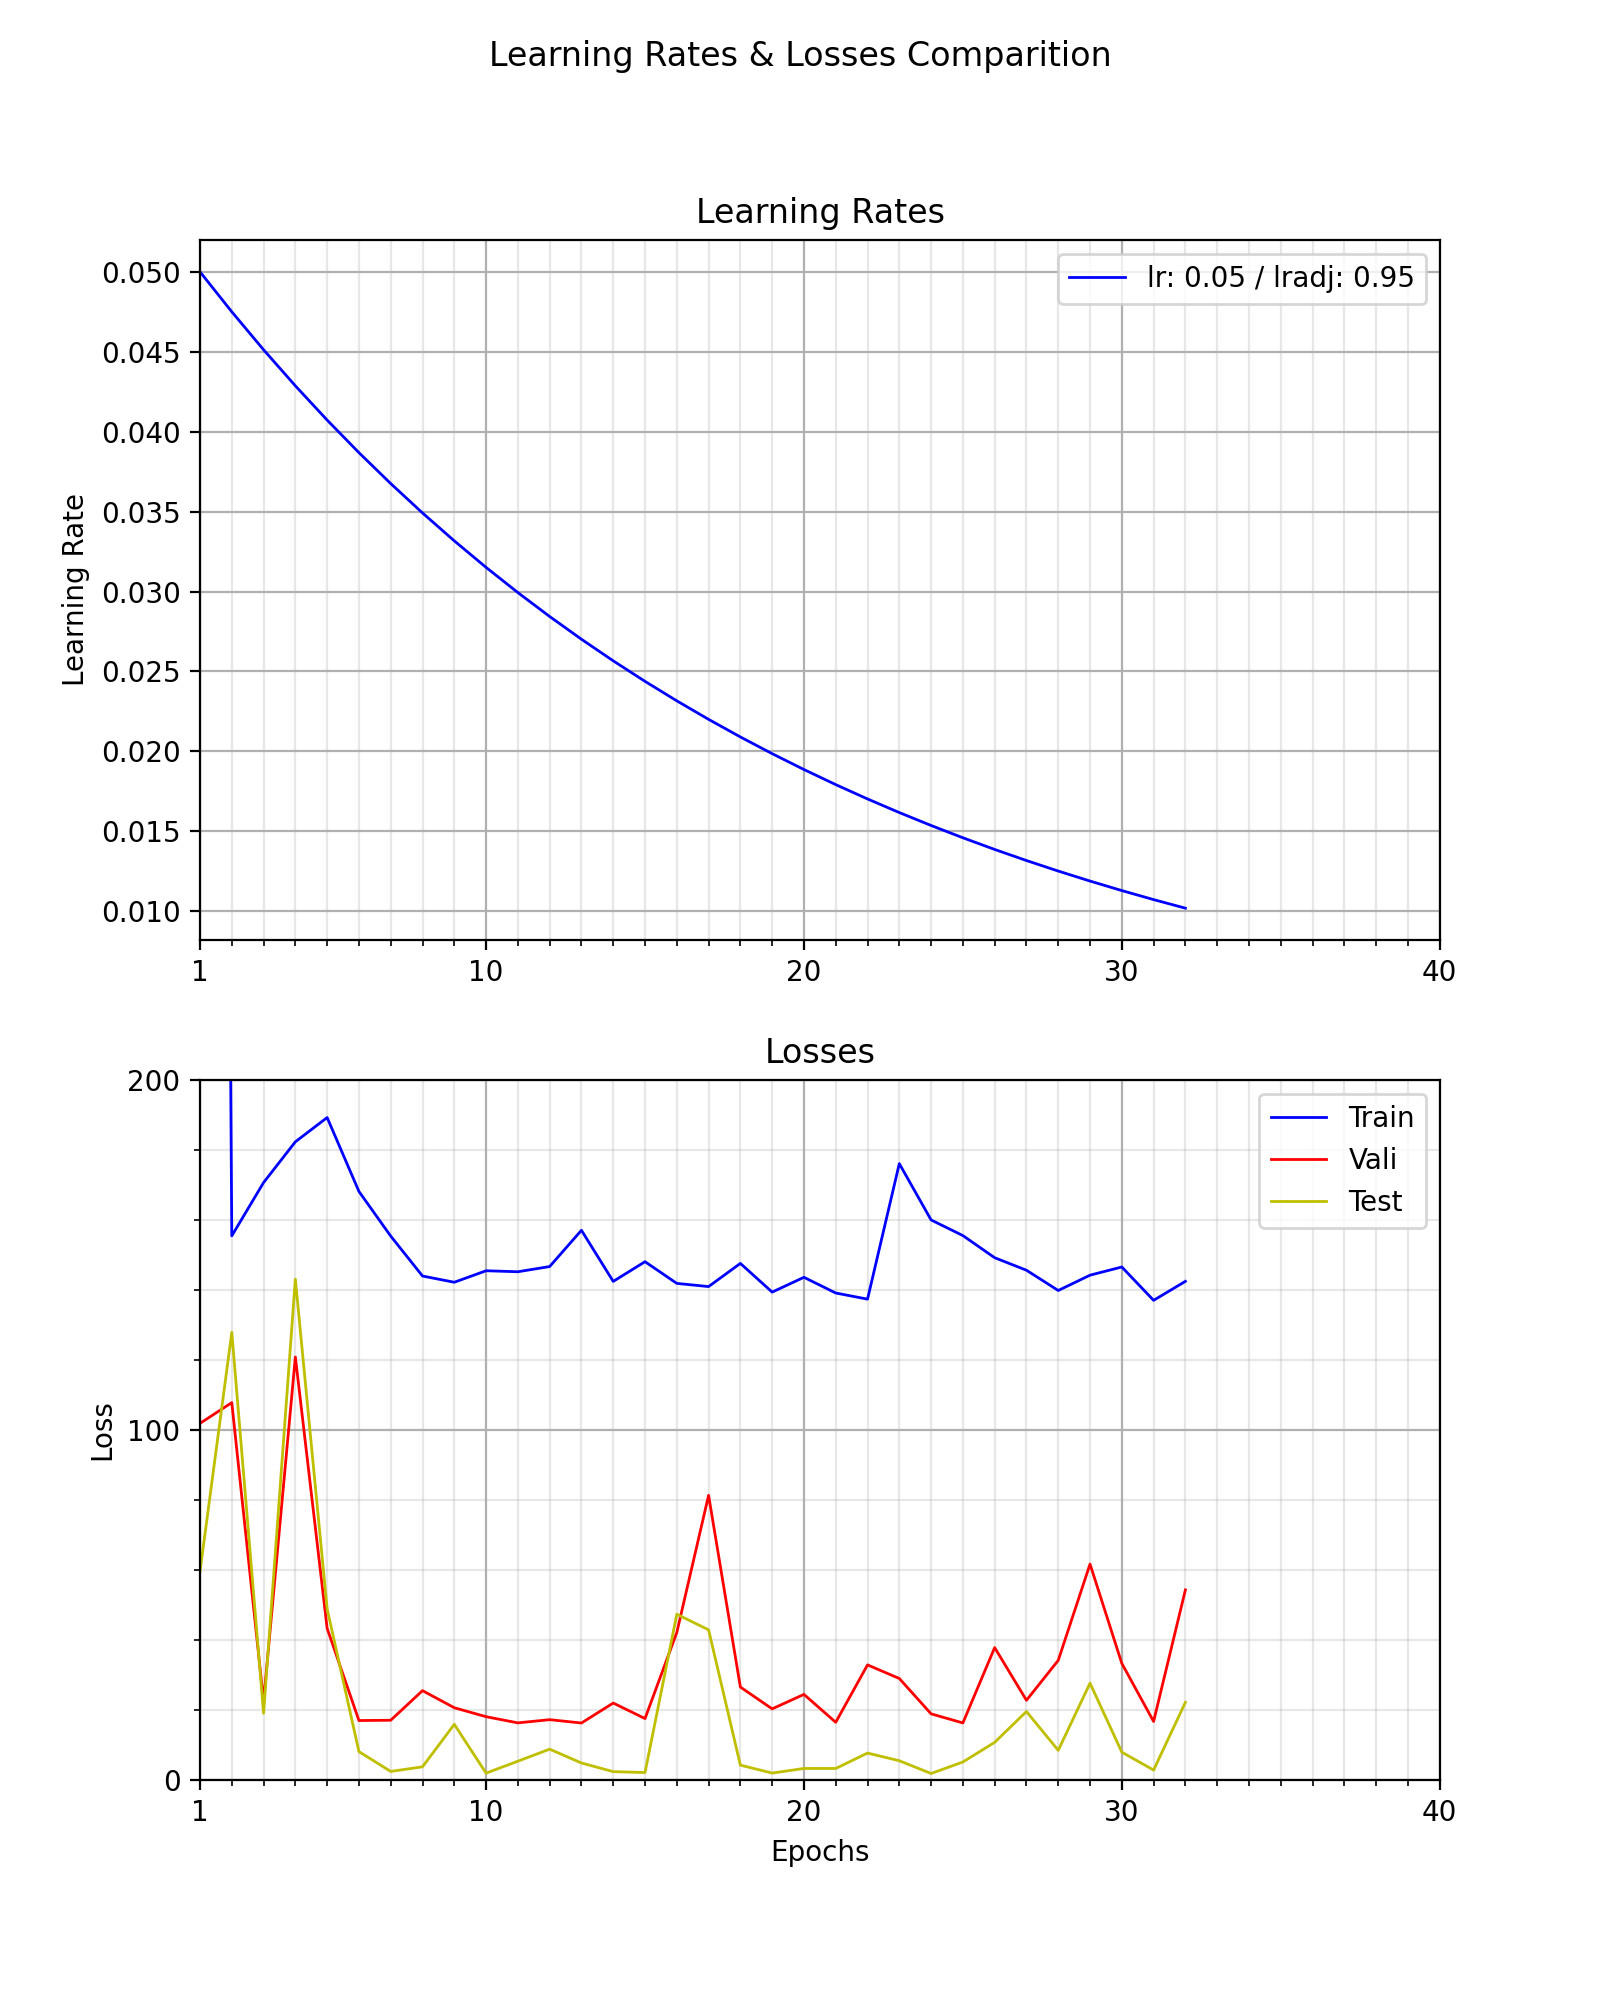 Learning Rates & Losses Comparition
Learning Rates
lr: 0.05 / lradj: 0.95
Learning Rate
0.050
0.045
0.040
0.035
0.030
0.025
0.020
0.015
0.010
1 10 20 30 40
Losses
Train
Vali
Test
Loss
200
100
0
1 10 20 30 40
Epochs